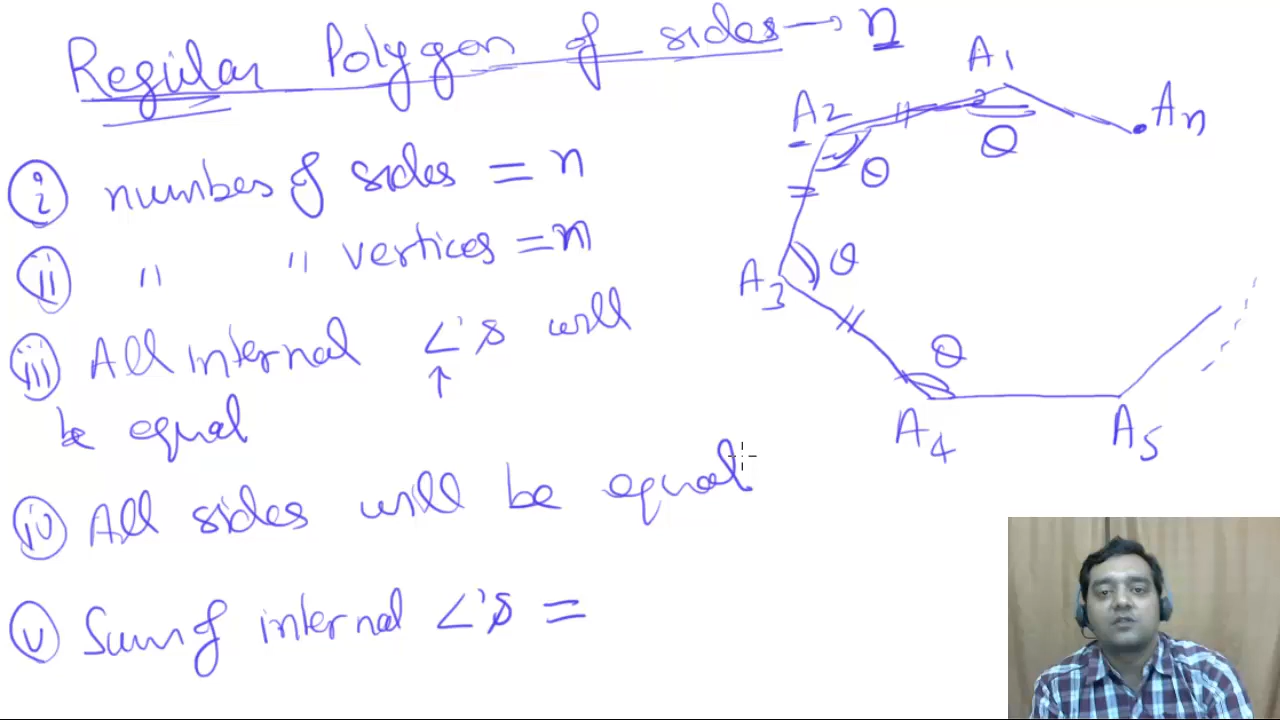 Regular Polygon of sides → n
i number of sides = n
ii " " vertices = n
iii All internal ∠'s will
↑
be equal
iv All sides will be equal
v Sum of internal ∠'s =
A1
An
A2
θ
θ
A3
θ
θ
A4
A5